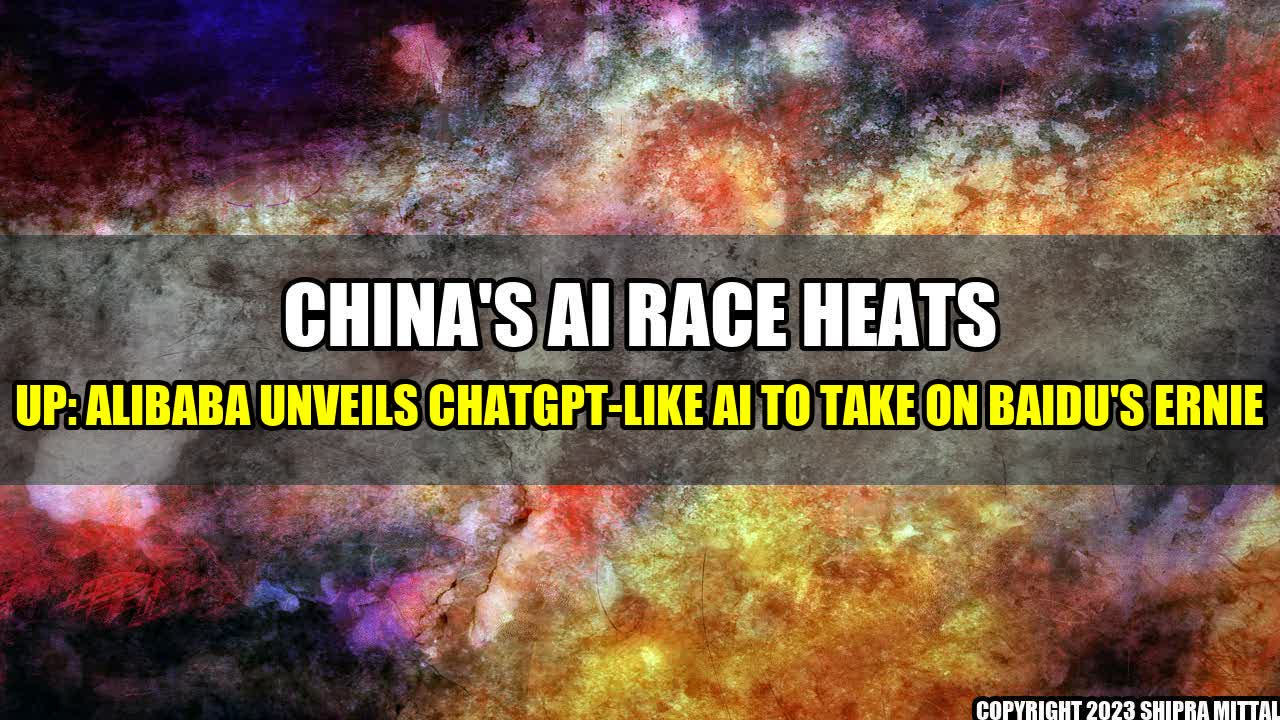 CHINA'S AI RACE HEATS
UP: ALIBABA UNVEILS CHATGPT-LIKE AI TO TAKE ON BAIDU'S ERNIE
COPYRIGHT 2023 SHIPRA MITTAL